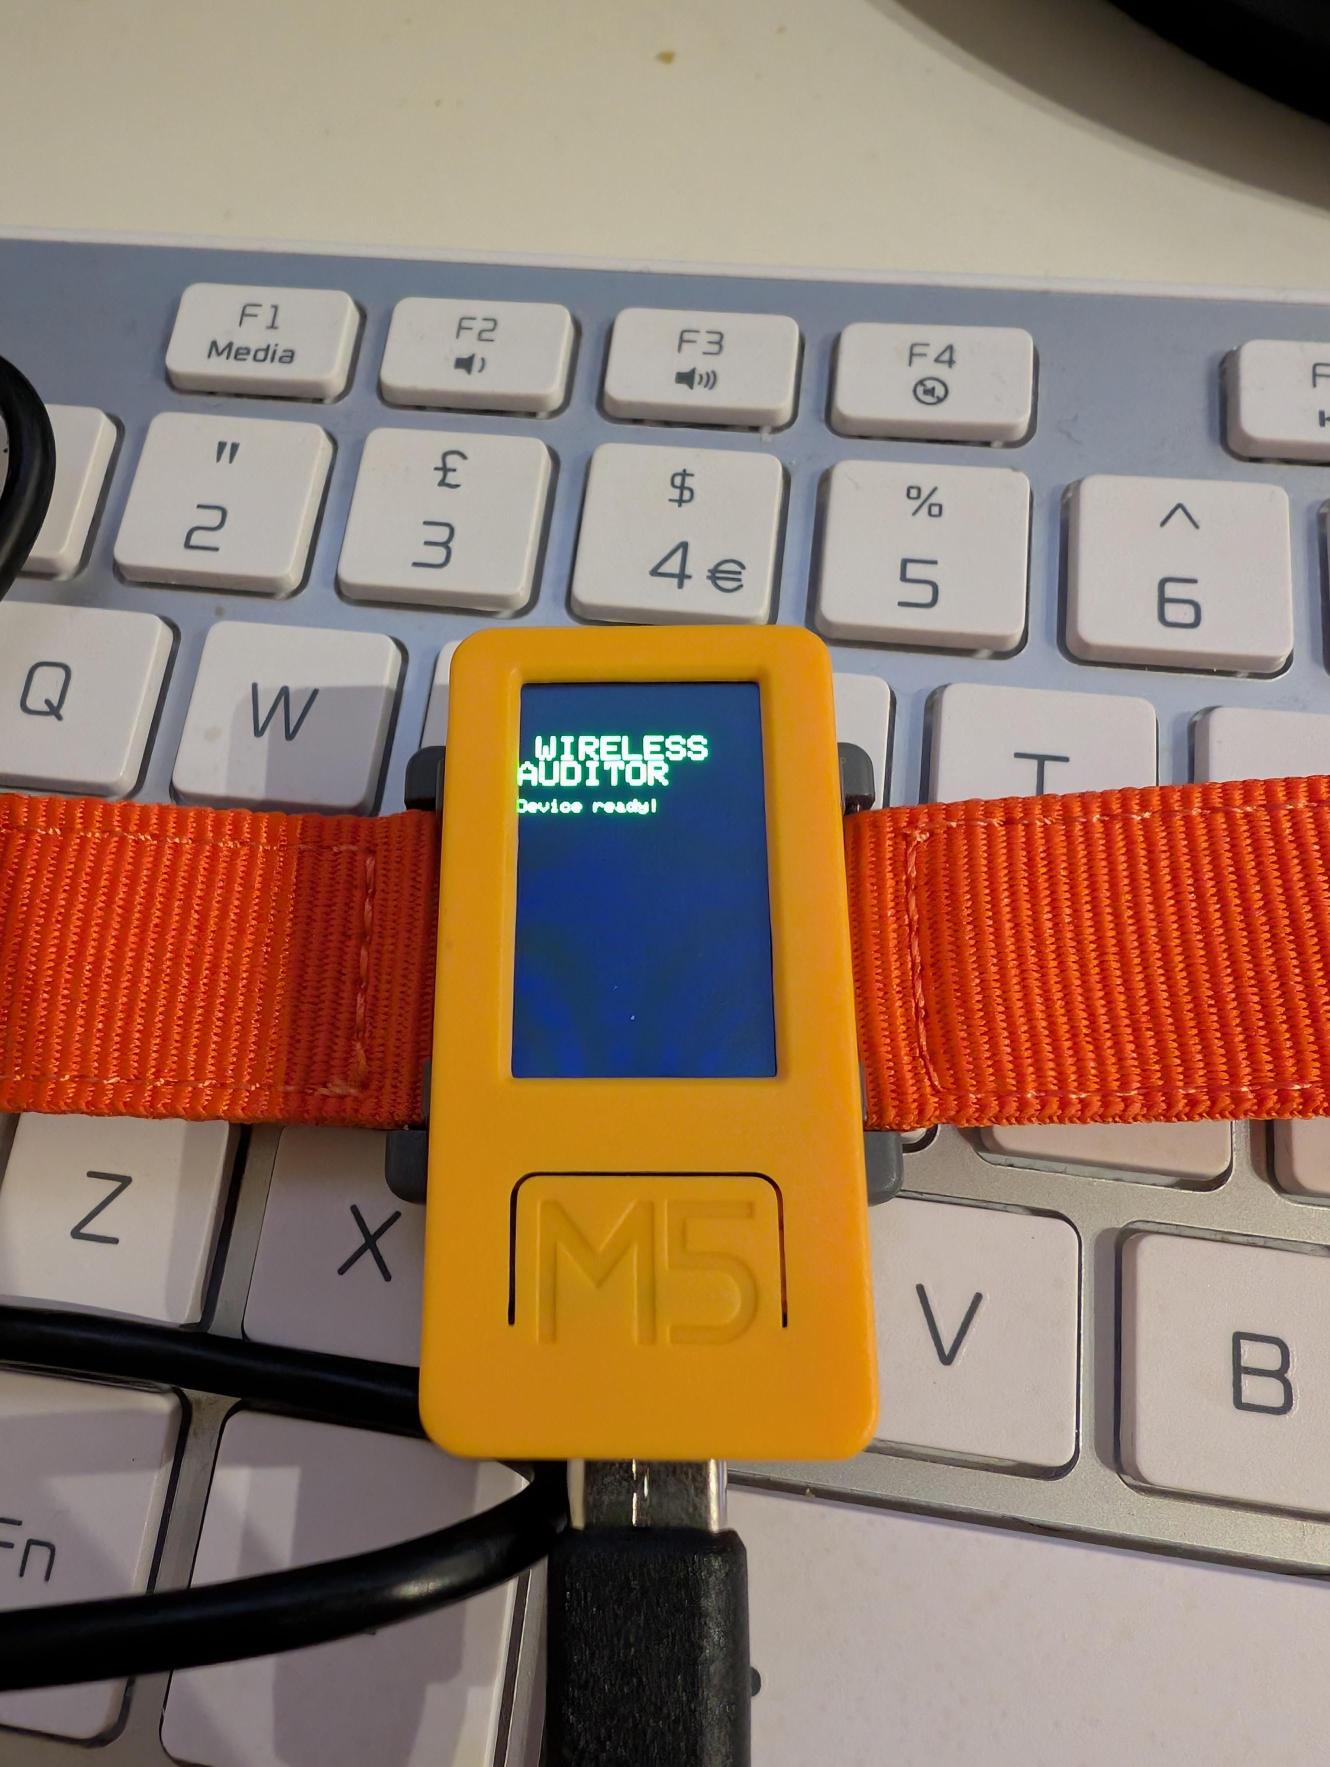 F1
Media
F2
F3
F4
"
2
£
3
$
4 €
%
5
^
6
Q
W
T
WIRELESS
AUDITOR
Device ready!
Z
X
M5
V
B
Fn